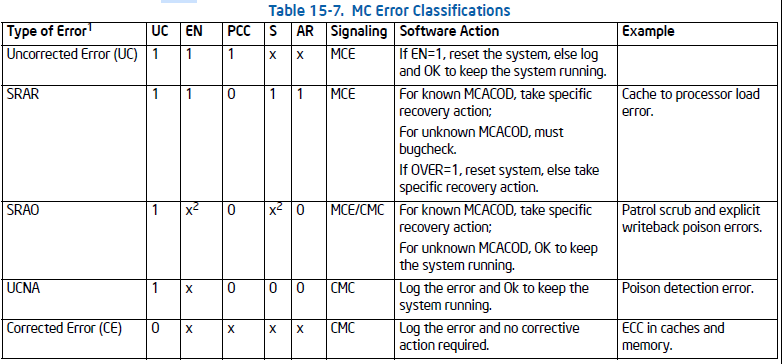 Table 15-7. MC Error Classifications
Type of Error1 UC EN PCC S AR Signaling Software Action Example
Uncorrected Error (UC) 1 1 1 x x MCE If EN=1, reset the system, else log
and OK to keep the system running.
SRAR 1 1 0 1 1 MCE For known MCACOD, take specific Cache to processor load
recovery action; error.
For unknown MCACOD, must
bugcheck.
If OVER=1, reset system, else take
specific recovery action.
SRAO 1 x2 0 x2 0 MCE/CMC For known MCACOD, take specific Patrol scrub and explicit
recovery action; writeback poison errors.
For unknown MCACOD, OK to keep
the system running.
UCNA 1 x 0 0 0 CMC Log the error and Ok to keep the Poison detection error.
system running.
Corrected Error (CE) 0 x x x x CMC Log the error and no corrective ECC in caches and
action required. memory.